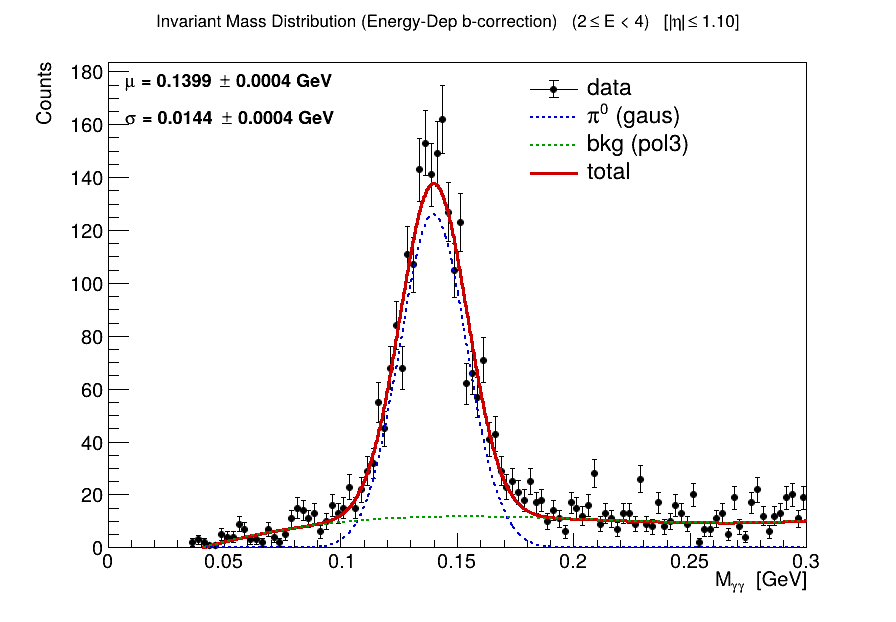 Invariant Mass Distribution (Energy-Dep b-correction) (2 ≤ E < 4) [|η| ≤ 1.10]
Counts
μ = 0.1399 ± 0.0004 GeV
σ = 0.0144 ± 0.0004 GeV
data
π⁰ (gaus)
bkg (pol3)
total
180
160
140
120
100
80
60
40
20
0
0 0.05 0.1 0.15 0.2 0.25 0.3
Mγγ [GeV]